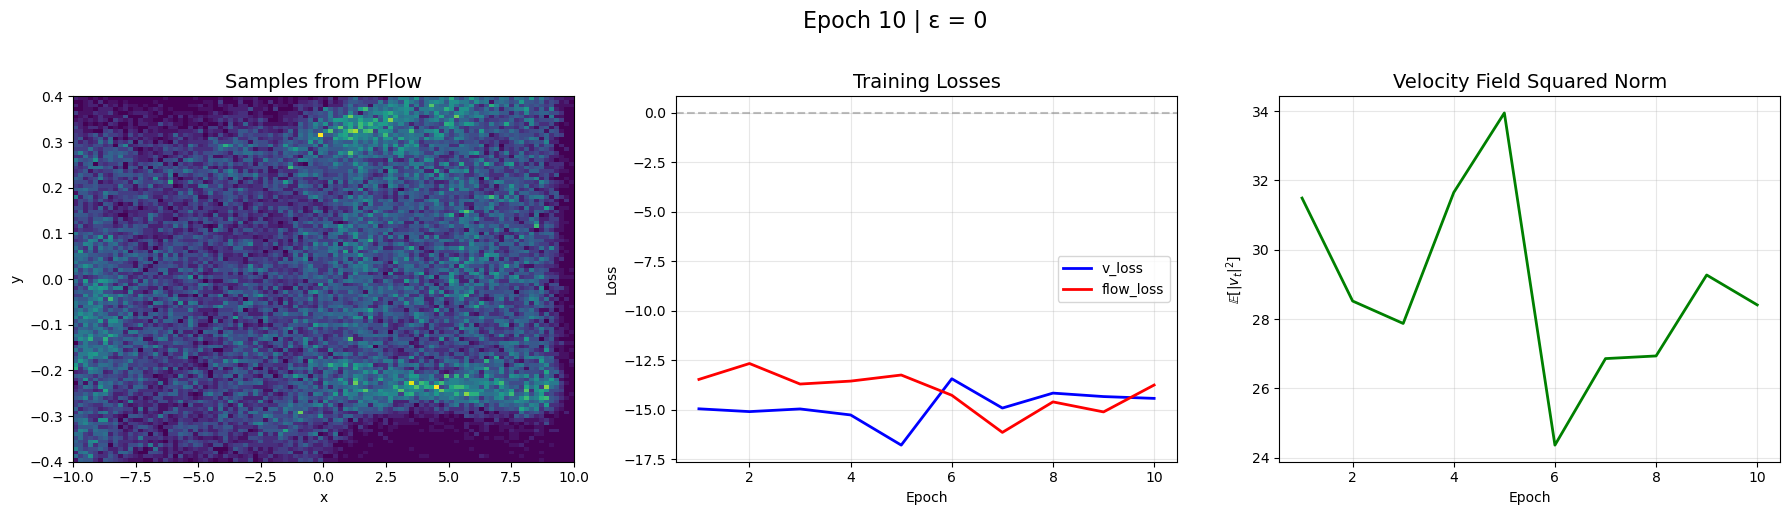 Epoch 10 | ε = 0
Samples from PFlow
0.4
0.3
0.2
0.1
0.0
−0.1
−0.2
−0.3
−0.4
y
−10.0 −7.5 −5.0 −2.5 0.0 2.5 5.0 7.5 10.0
x
Training Losses
0.0
−2.5
−5.0
−7.5
−10.0
−12.5
−15.0
−17.5
Loss
v_loss
flow_loss
2 4 6 8 10
Epoch
Velocity Field Squared Norm
34
32
30
28
26
24
𝔼[|v_t|²]
2 4 6 8 10
Epoch